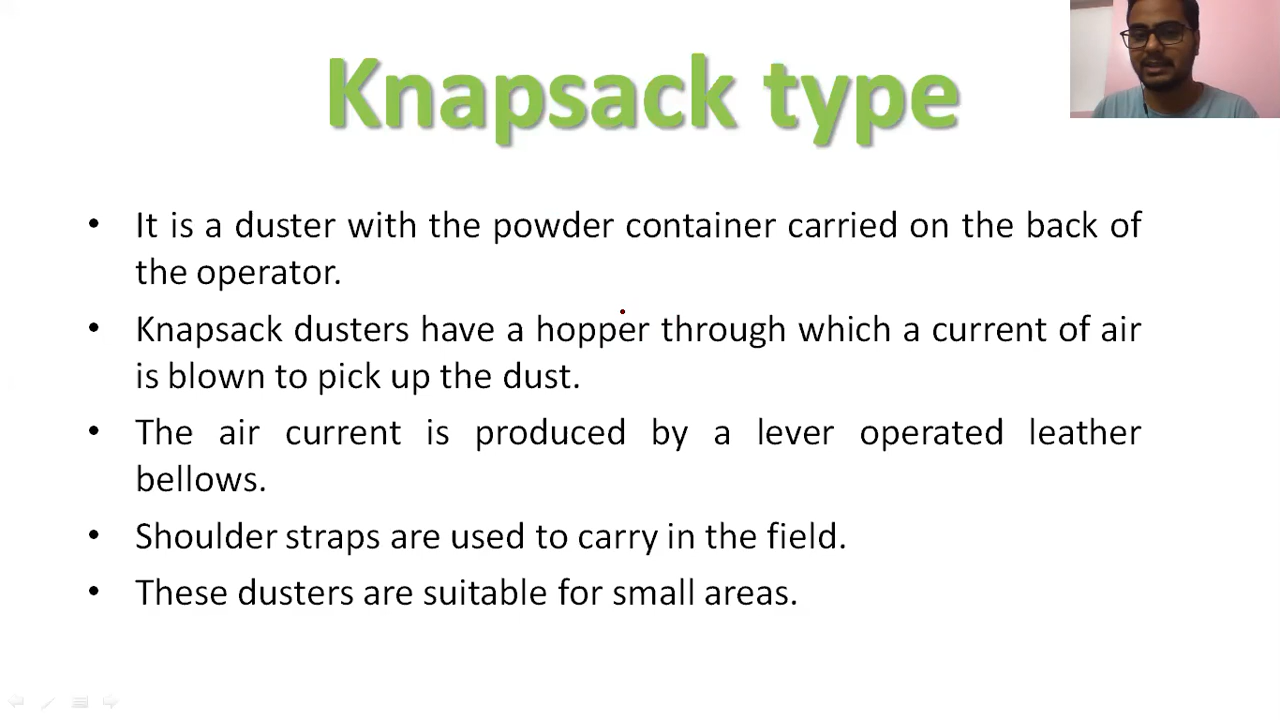 Knapsack type
• It is a duster with the powder container carried on the back of
the operator.
• Knapsack dusters have a hopper through which a current of air
is blown to pick up the dust.
• The air current is produced by a lever operated leather
bellows.
• Shoulder straps are used to carry in the field.
• These dusters are suitable for small areas.